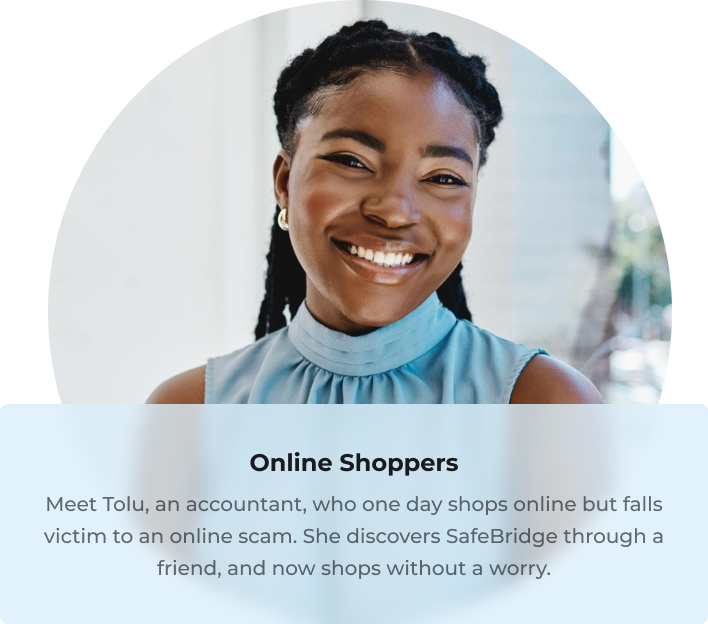 Online Shoppers
Meet Tolu, an accountant, who one day shops online but falls
victim to an online scam. She discovers SafeBridge through a
friend, and now shops without a worry.